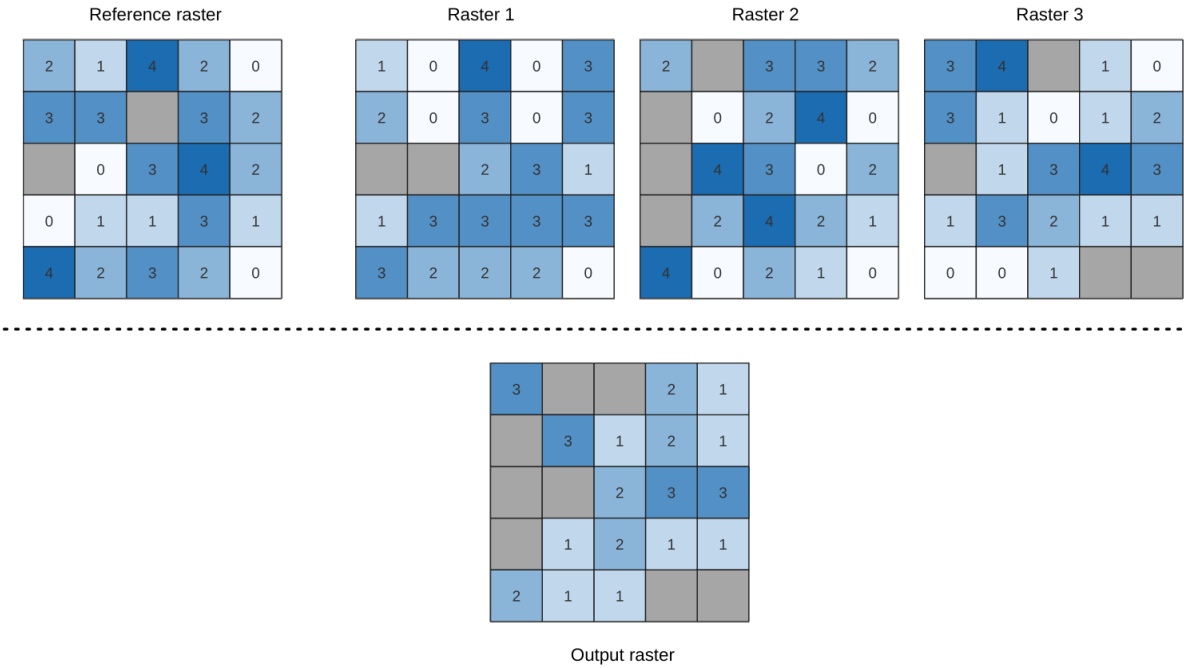 Reference raster Raster 1 Raster 2 Raster 3
2 1 4 2 0 1 0 4 0 3 2 3 3 2 3 4 1 0
3 3 3 2 2 0 3 0 3 0 2 4 0 3 1 0 1 2
0 3 4 2 2 3 1 4 3 0 2 1 3 4 3
0 1 1 3 1 1 3 3 3 3 2 4 2 1 1 3 2 1 1
4 2 3 2 0 3 2 2 2 0 4 0 2 1 0 0 0 1
3 2 1
3 1 2 1
2 3 3
1 2 1 1
2 1 1
Output raster